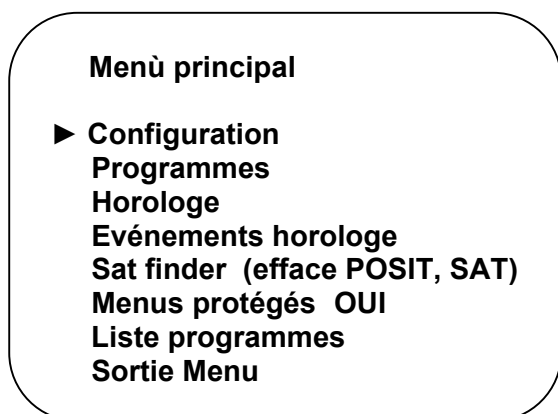 Menù principal
► Configuration
Programmes
Horologe
Evénements horologe
Sat finder (efface POSIT, SAT)
Menus protégés OUI
Liste programmes
Sortie Menu